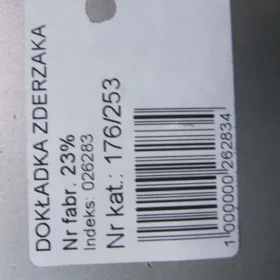 DOKŁADKA ZDERZAKA
Nr fabr. 23%
Indeks: 026283
Nr kat.: 176/253
1000000262834